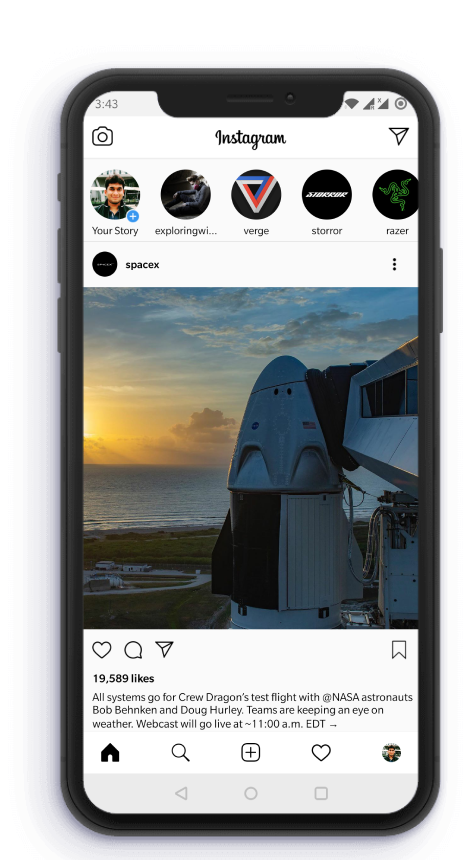 3:43
Instagram
Your Story
exploringwi...
verge
STORROR
storror
razer
spacex
19,589 likes
All systems go for Crew Dragon's test flight with @NASA astronauts
Bob Behnken and Doug Hurley. Teams are keeping an eye on
weather. Webcast will go live at ~11:00 a.m. EDT →